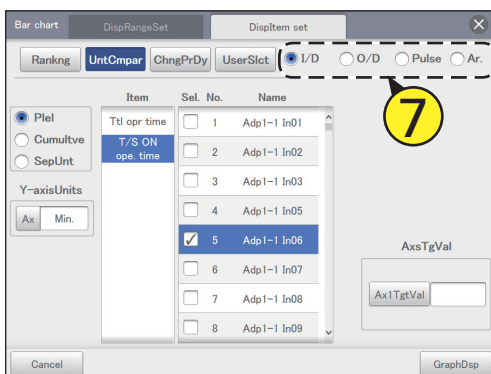 Bar chart DispRangeSet DispItem set
Rankng UntCmpar ChngPrDy UserSlct I/D O/D Pulse Ar.
7
Item Sel. No. Name
Plel
Cumultve
SepUnt
Y-axisUnits
Ax Min.
Ttl opr time
T/S ON
ope. time
1 Adp1-1 In01
2 Adp1-1 In02
3 Adp1-1 In03
4 Adp1-1 In05
5 Adp1-1 In06
6 Adp1-1 In07
7 Adp1-1 In08
8 Adp1-1 In09
AxsTgVal
Ax1TgtVal
Cancel GraphDsp